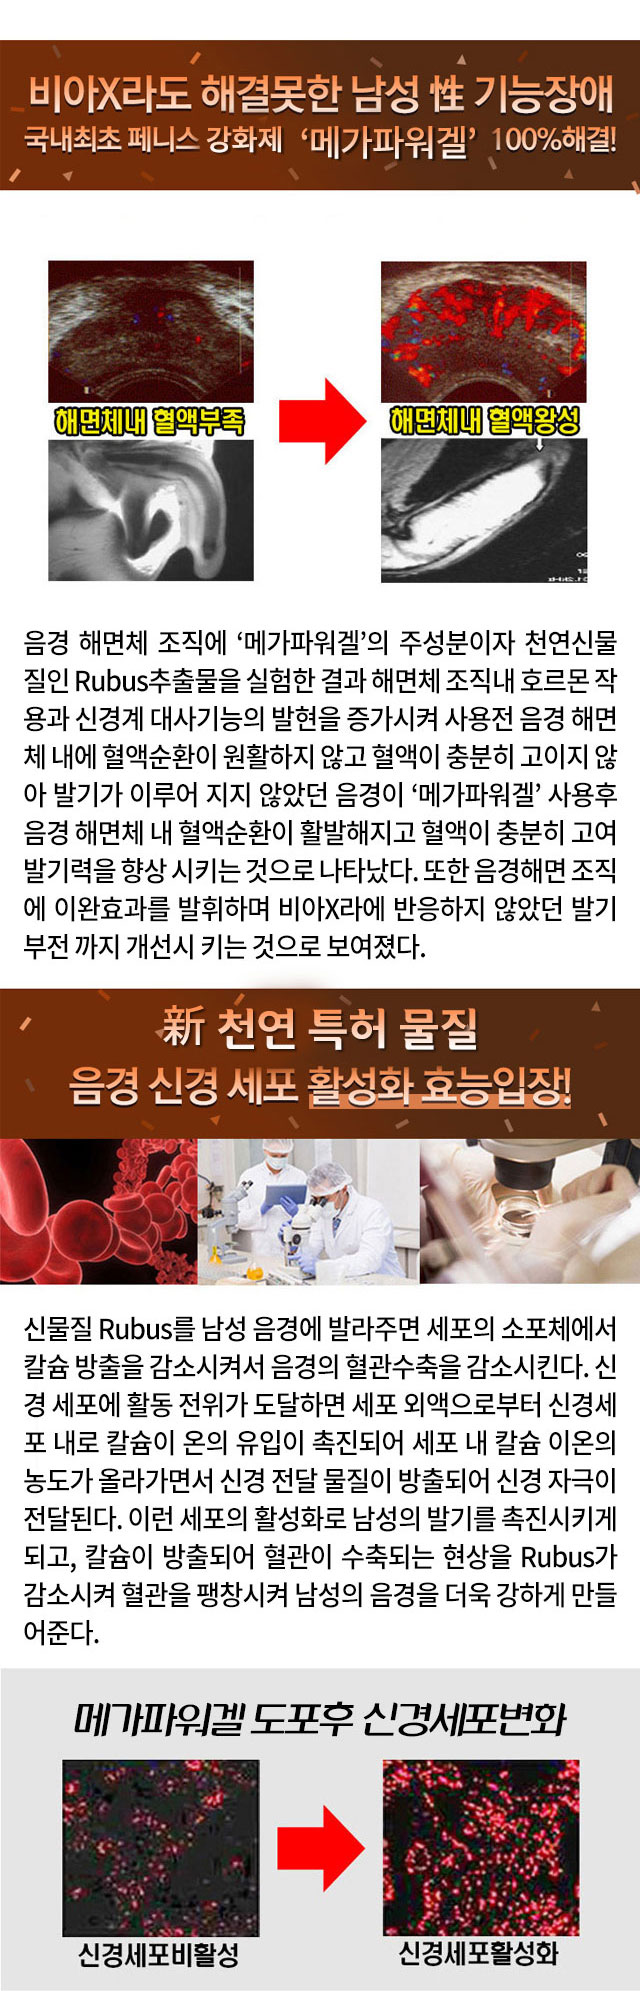 비아X라도 해결못한 남성 性 기능장애
국내최초 페니스 강화제 ‘메가파워겔’ 100%해결!
해면체내 혈액부족
해면체내 혈액왕성
음경 해면체 조직에 ‘메가파워겔’의 주성분이자 천연신물
질인 Rubus추출물을 실험한 결과 해면체 조직내 호르몬 작
용과 신경계 대사기능의 발현을 증가시켜 사용전 음경 해면
체 내에 혈액순환이 원활하지 않고 혈액이 충분히 고이지 않
아 발기가 이루어 지지 않았던 음경이 ‘메가파워겔’ 사용후
음경 해면체 내 혈액순환이 활발해지고 혈액이 충분히 고여
발기력을 향상 시키는 것으로 나타났다. 또한 음경해면 조직
에 이완효과를 발휘하며 비아X라에 반응하지 않았던 발기
부전 까지 개선시 키는 것으로 보여졌다.
新 천연 특허 물질
음경 신경 세포 활성화 효능입장!
신물질 Rubus를 남성 음경에 발라주면 세포의 소포체에서
칼슘 방출을 감소시켜서 음경의 혈관수축을 감소시킨다. 신
경 세포에 활동 전위가 도달하면 세포 외액으로부터 신경세
포 내로 칼슘이 온의 유입이 촉진되어 세포 내 칼슘 이온의
농도가 올라가면서 신경 전달 물질이 방출되어 신경 자극이
전달된다. 이런 세포의 활성화로 남성의 발기를 촉진시키게
되고, 칼슘이 방출되어 혈관이 수축되는 현상을 Rubus가
감소시켜 혈관을 팽창시켜 남성의 음경을 더욱 강하게 만들
어준다.
메가파워겔 도포후 신경세포변화
신경세포비활성
신경세포활성화